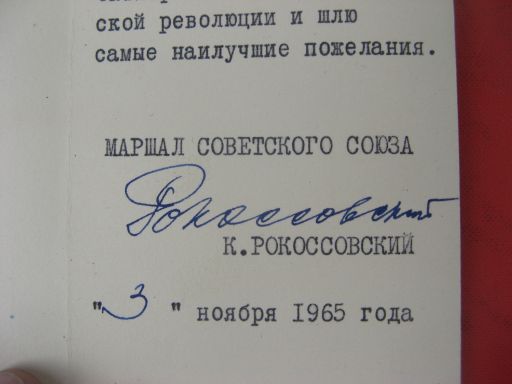 ской революции и шлю
самые наилучшие пожелания.
МАРШАЛ СОВЕТСКОГО СОЮЗА
Рокоссовский
К.РОКОССОВСКИЙ
"3" ноября 1965 года